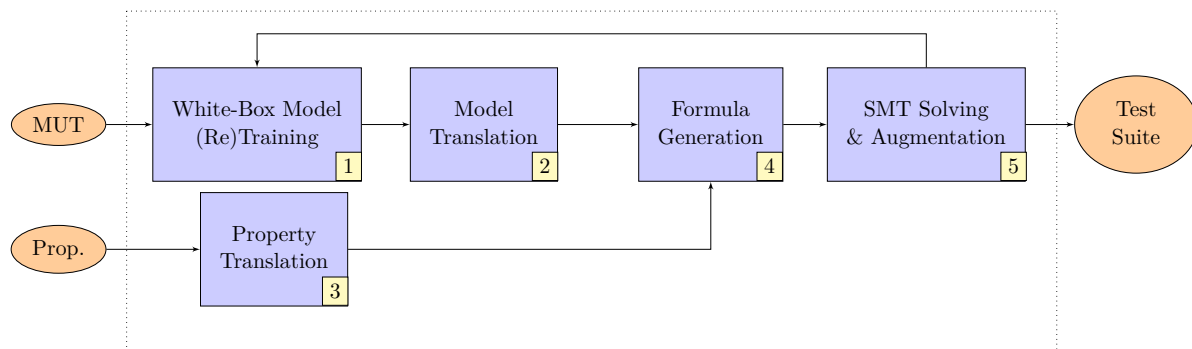 MUT
White-Box Model
(Re)Training
1
Model
Translation
2
Formula
Generation
4
SMT Solving
& Augmentation
5
Test
Suite
Prop.
Property
Translation
3